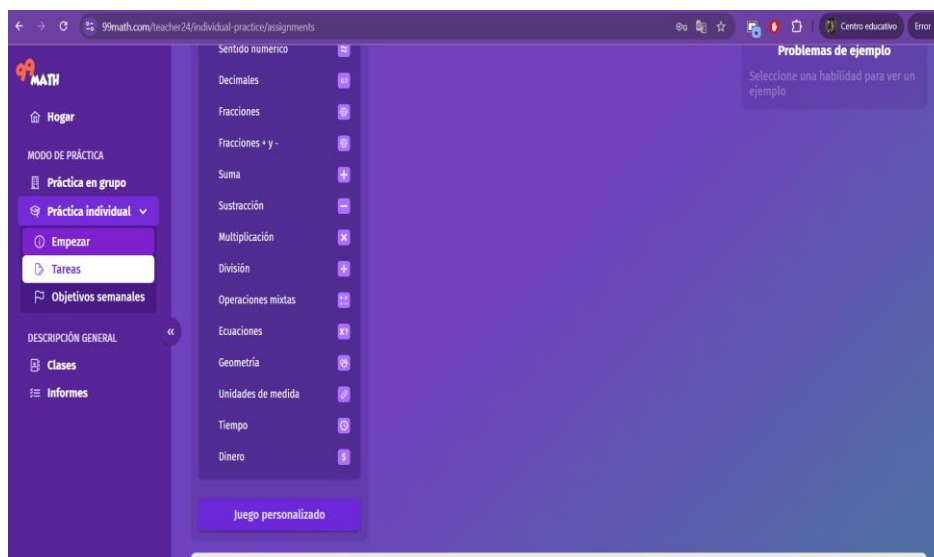 99math.com/teacher24/individual-practice/assignments
Centro educativo
Error
99
MATH
Hogar
MODO DE PRÁCTICA
Práctica en grupo
Práctica individual
Empezar
Tareas
Objetivos semanales
DESCRIPCIÓN GENERAL
Clases
Informes
Sentido numérico
Decimales
Fracciones
Fracciones + y -
Suma
Sustracción
Multiplicación
División
Operaciones mixtas
Ecuaciones
Geometría
Unidades de medida
Tiempo
Dinero
Juego personalizado
Problemas de ejemplo
Seleccione una habilidad para ver un
ejemplo